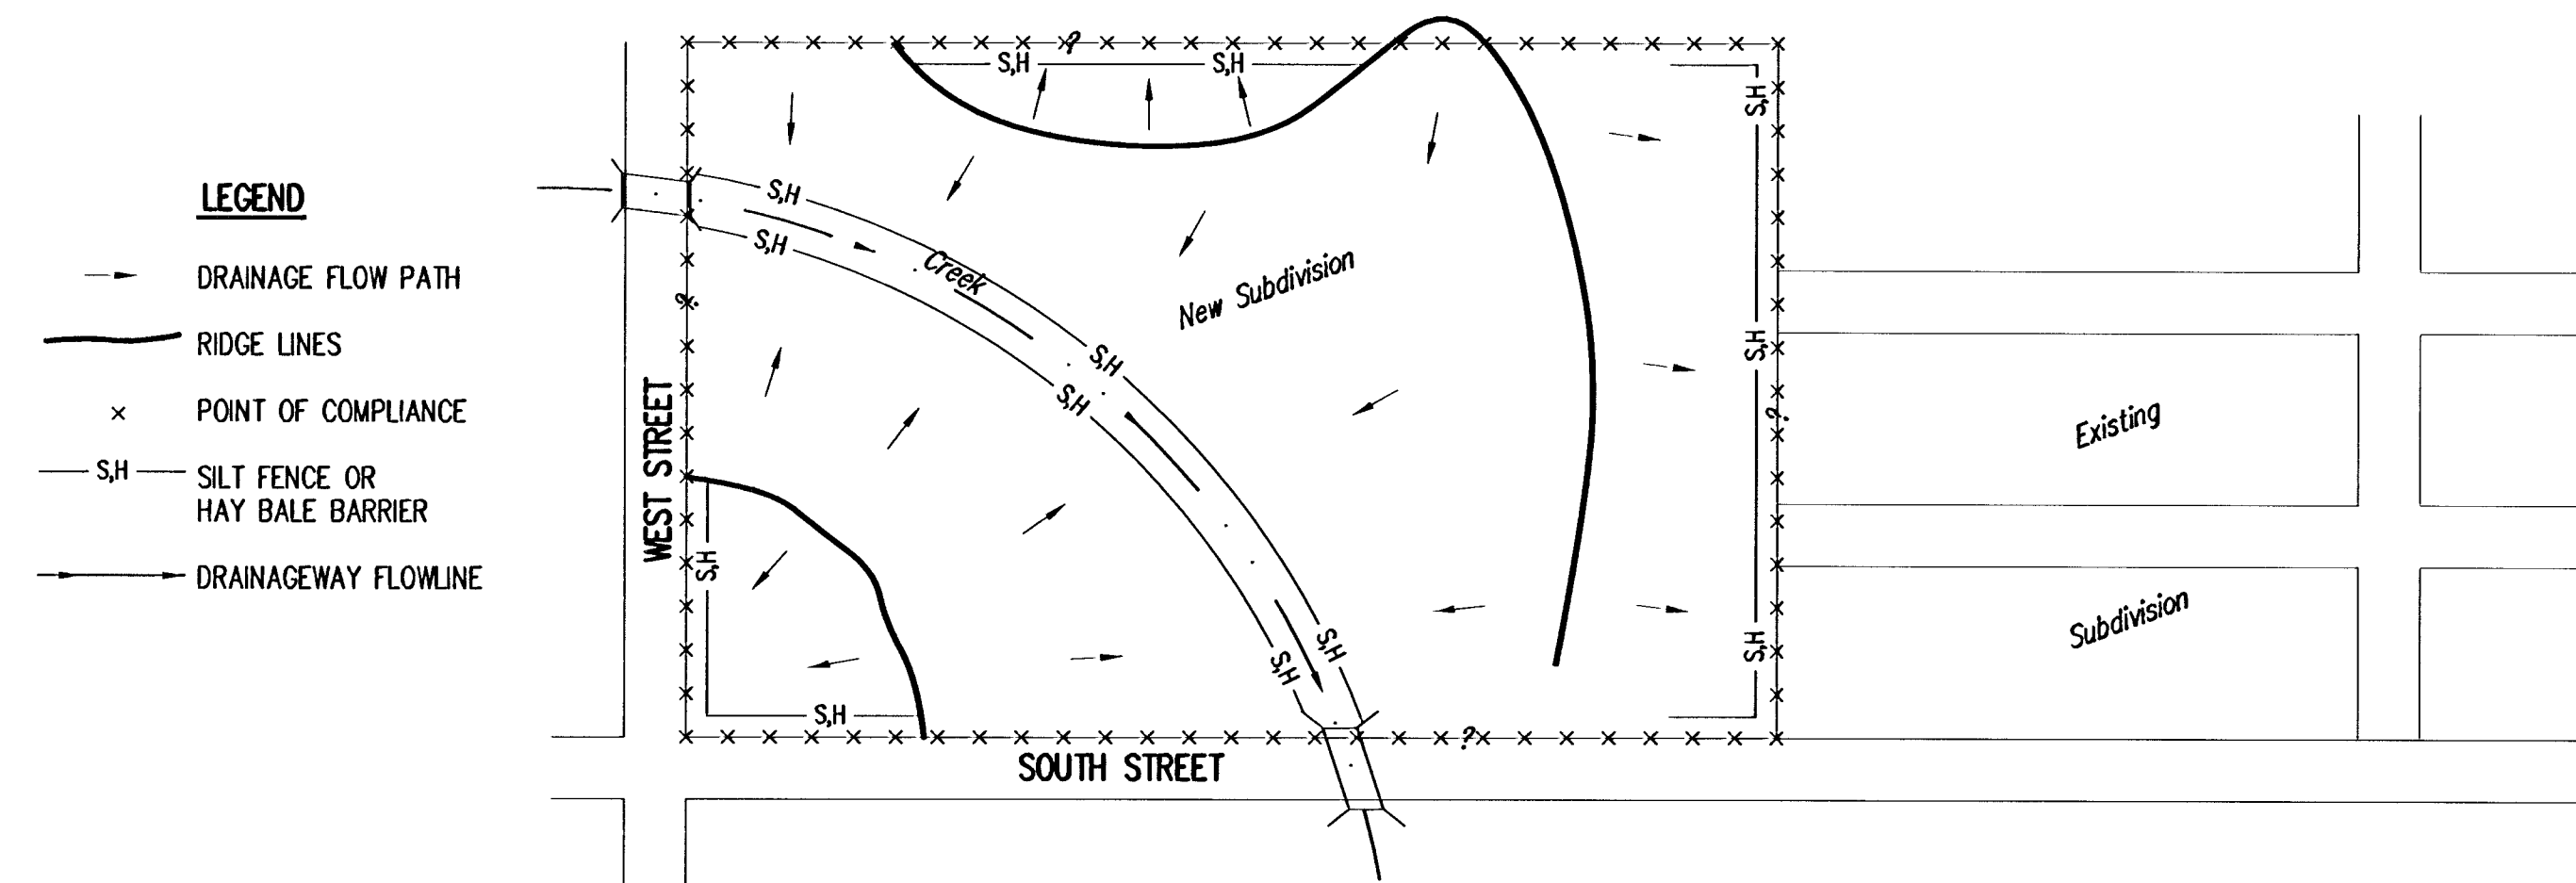 LEGEND
DRAINAGE FLOW PATH
RIDGE LINES
POINT OF COMPLIANCE
S,H
SILT FENCE OR
HAY BALE BARRIER
DRAINAGEWAY FLOWLINE
?
S,H
S,H
S,H
S,H
S,H
Creek
New Subdivision
?
S,H
S,H
S,H
?
Existing
WEST STREET
S,H
S,H
S,H
S,H
Subdivision
S,H
?
SOUTH STREET